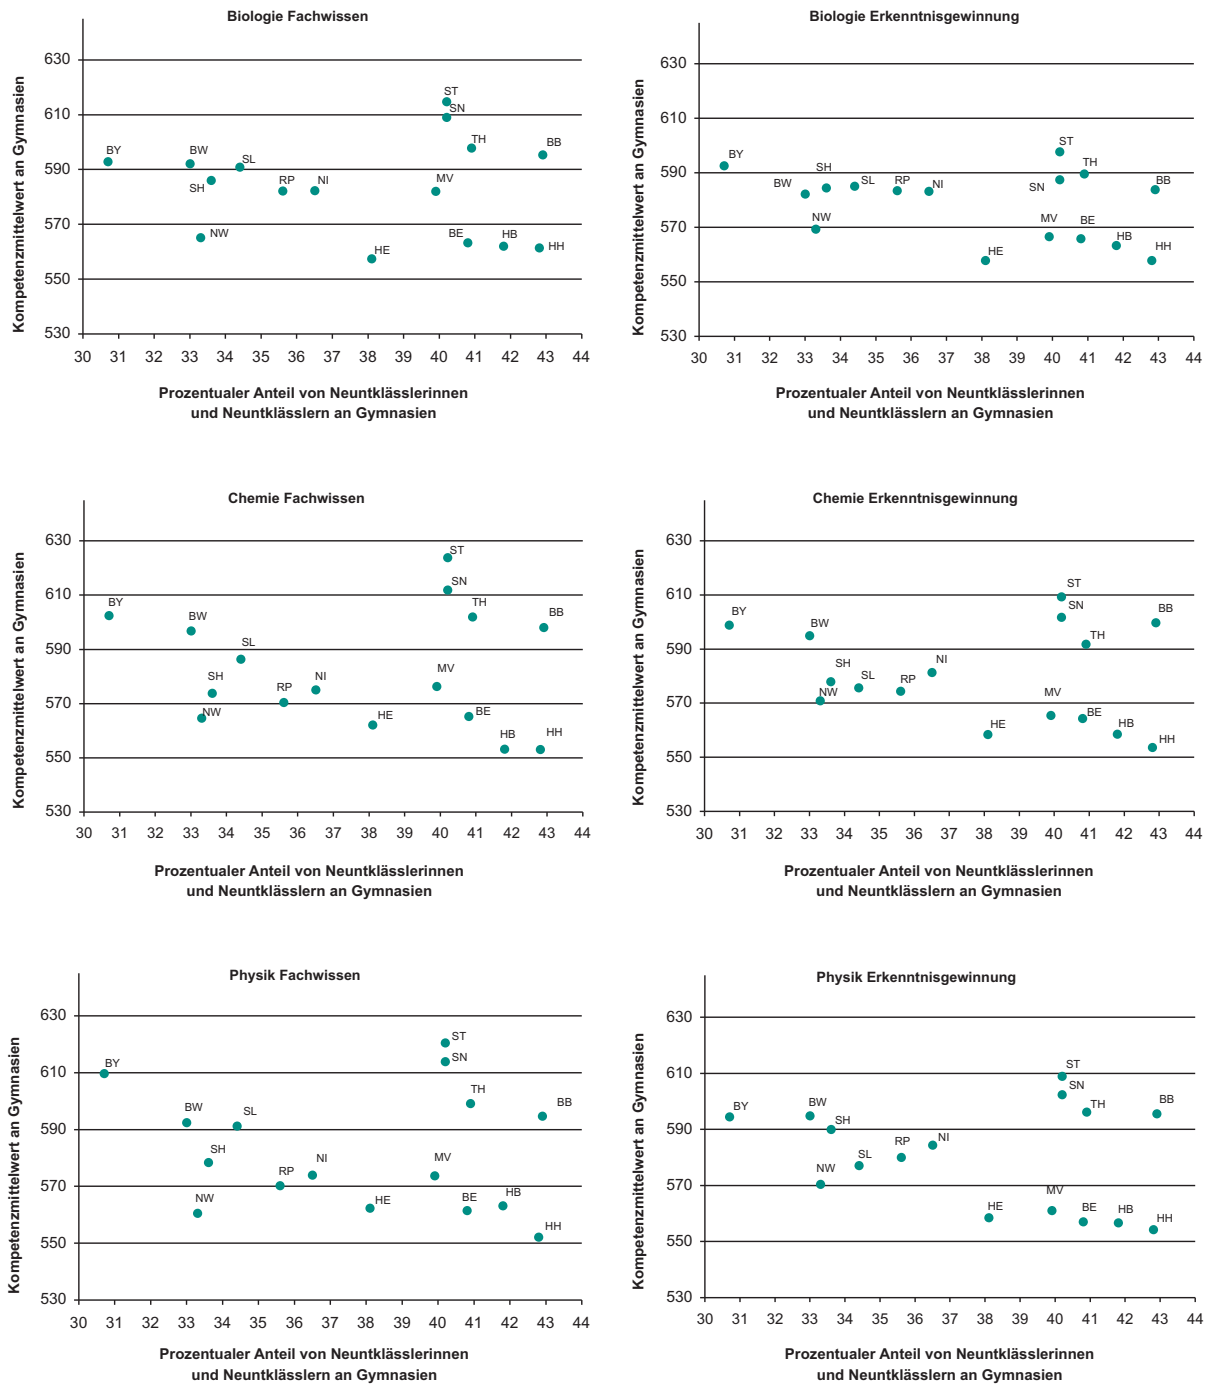 Biologie Fachwissen
Kompetenzmittelwert an Gymnasien
630
610
590
570
550
530
ST
SN
TH
BB
BY
BW
SL
SH
RP
NI
MV
NW
HE
BE
HB
HH
30 31 32 33 34 35 36 37 38 39 40 41 42 43 44
Prozentualer Anteil von Neuntklässlerinnen
und Neuntklässlern an Gymnasien
Biologie Erkenntnisgewinnung
Kompetenzmittelwert an Gymnasien
630
610
590
570
550
530
ST
TH
BY
SH
BW
SL
RP
NI
SN
BB
NW
MV
BE
HB
HE
HH
30 31 32 33 34 35 36 37 38 39 40 41 42 43 44
Prozentualer Anteil von Neuntklässlerinnen
und Neuntklässlern an Gymnasien
Chemie Fachwissen
Kompetenzmittelwert an Gymnasien
630
610
590
570
550
530
ST
SN
BY
TH
BW
BB
SL
SH
RP
NI
MV
NW
HE
BE
HB
HH
30 31 32 33 34 35 36 37 38 39 40 41 42 43 44
Prozentualer Anteil von Neuntklässlerinnen
und Neuntklässlern an Gymnasien
Chemie Erkenntnisgewinnung
Kompetenzmittelwert an Gymnasien
630
610
590
570
550
530
ST
SN
BY
BB
BW
TH
SH
SL
RP
NI
NW
MV
BE
HB
HE
HH
30 31 32 33 34 35 36 37 38 39 40 41 42 43 44
Prozentualer Anteil von Neuntklässlerinnen
und Neuntklässlern an Gymnasien
Physik Fachwissen
Kompetenzmittelwert an Gymnasien
630
610
590
570
550
530
ST
SN
BY
TH
BW
SL
BB
SH
RP
NI
MV
NW
HE
BE
HB
HH
30 31 32 33 34 35 36 37 38 39 40 41 42 43 44
Prozentualer Anteil von Neuntklässlerinnen
und Neuntklässlern an Gymnasien
Physik Erkenntnisgewinnung
Kompetenzmittelwert an Gymnasien
630
610
590
570
550
530
ST
SN
BY
BW
TH
BB
SH
RP
NI
SL
NW
MV
HE
BE
HB
HH
30 31 32 33 34 35 36 37 38 39 40 41 42 43 44
Prozentualer Anteil von Neuntklässlerinnen
und Neuntklässlern an Gymnasien